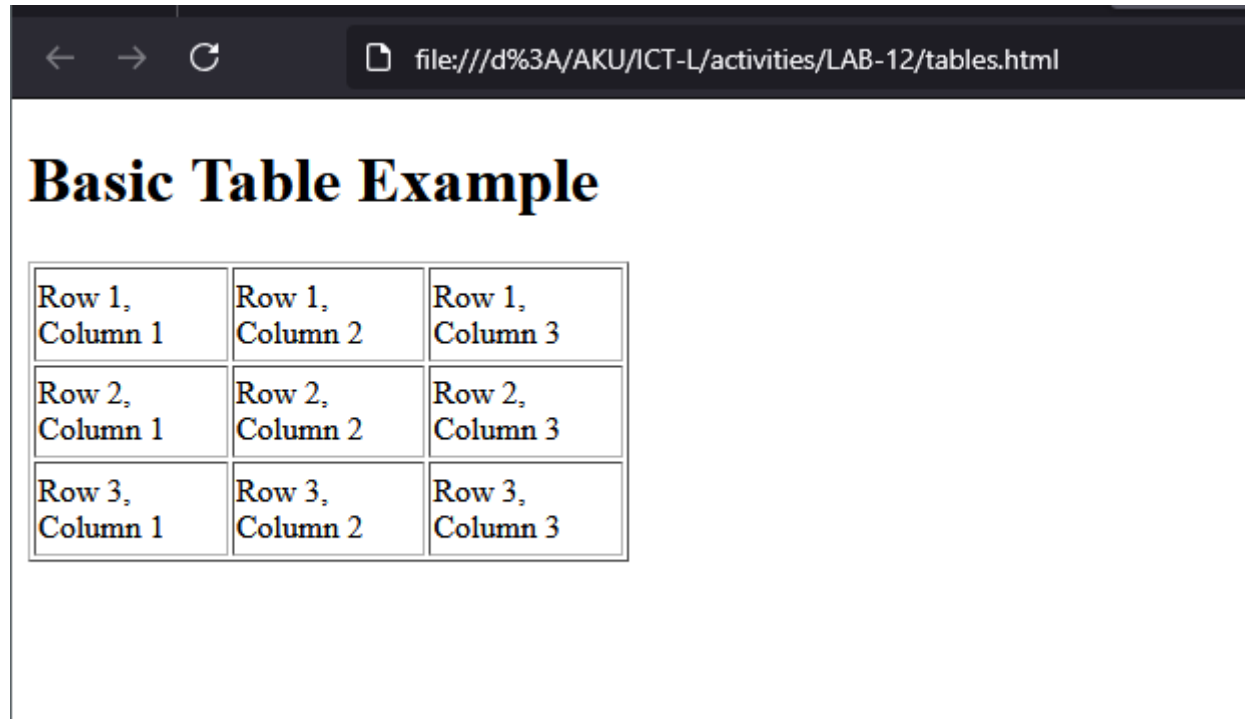 file:///d%3A/AKU/ICT-L/activities/LAB-12/tables.html
Basic Table Example
Row 1, Row 1, Row 1,
Column 1 Column 2 Column 3
Row 2, Row 2, Row 2,
Column 1 Column 2 Column 3
Row 3, Row 3, Row 3,
Column 1 Column 2 Column 3